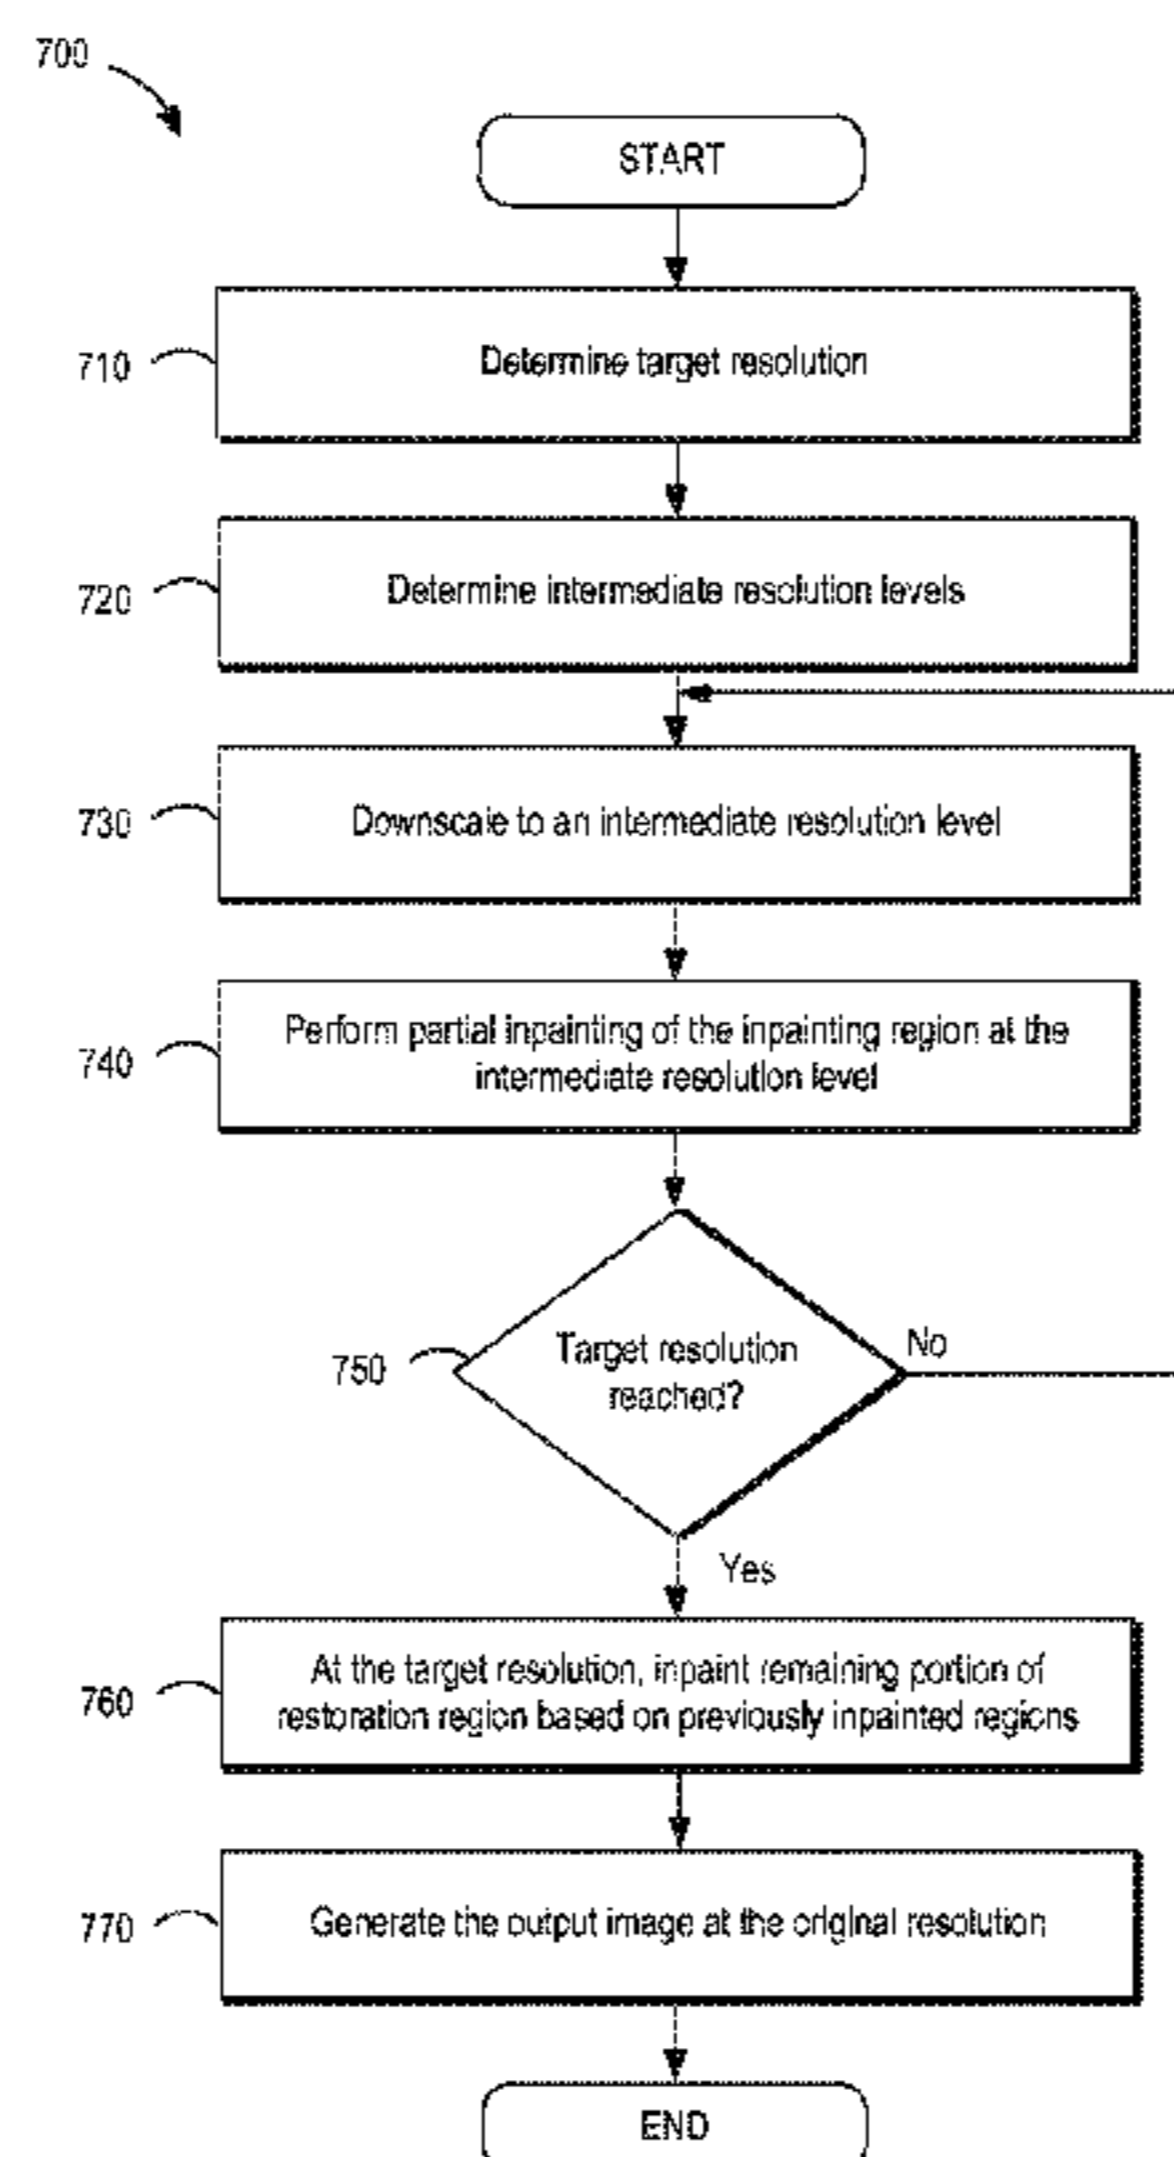 700
START
710
Determine target resolution
720
Determine intermediate resolution levels
730
Downscale to an intermediate resolution level
740
Perform partial inpainting of the inpainting region at the
intermediate resolution level
750
Target resolution
reached?
No
Yes
760
At the target resolution, inpaint remaining portion of
restoration region based on previously inpainted regions
770
Generate the output image at the original resolution
END